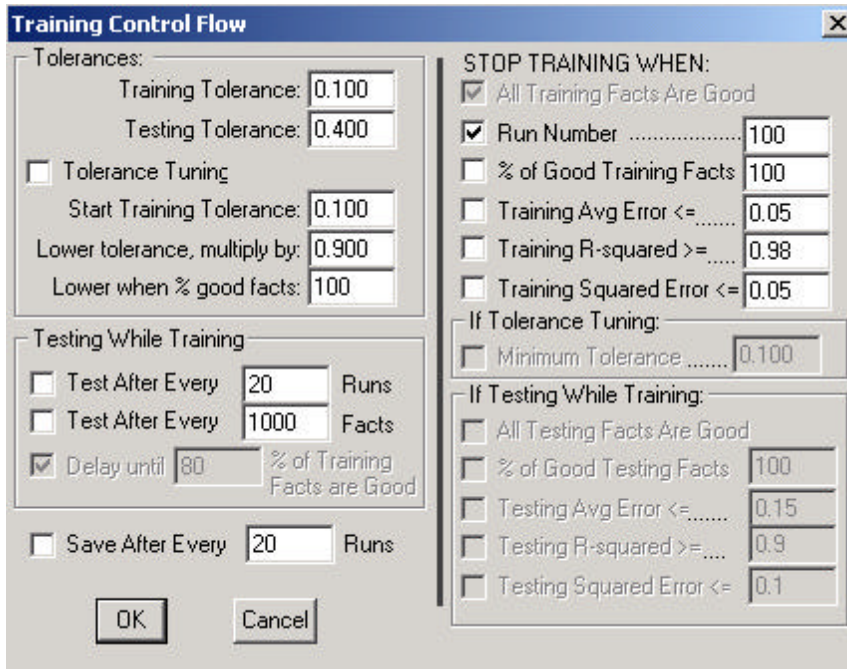 Training Control Flow
Tolerances:
Training Tolerance: 0.100
Testing Tolerance: 0.400
Tolerance Tuning
Start Training Tolerance: 0.100
Lower tolerance, multiply by: 0.900
Lower when % good facts: 100
Testing While Training
Test After Every 20 Runs
Test After Every 1000 Facts
Delay until 80 % of Training
Facts are Good
Save After Every 20 Runs
OK Cancel
STOP TRAINING WHEN:
All Training Facts Are Good
Run Number .................... 100
% of Good Training Facts 100
Training Avg Error <=...... 0.05
Training R-squared >=..... 0.98
Training Squared Error <= 0.05
If Tolerance Tuning:
Minimum Tolerance ....... 0.100
If Testing While Training:
All Testing Facts Are Good
% of Good Testing Facts 100
Testing Avg Error <=....... 0.15
Testing R-squared >=.... 0.9
Testing Squared Error <= 0.1